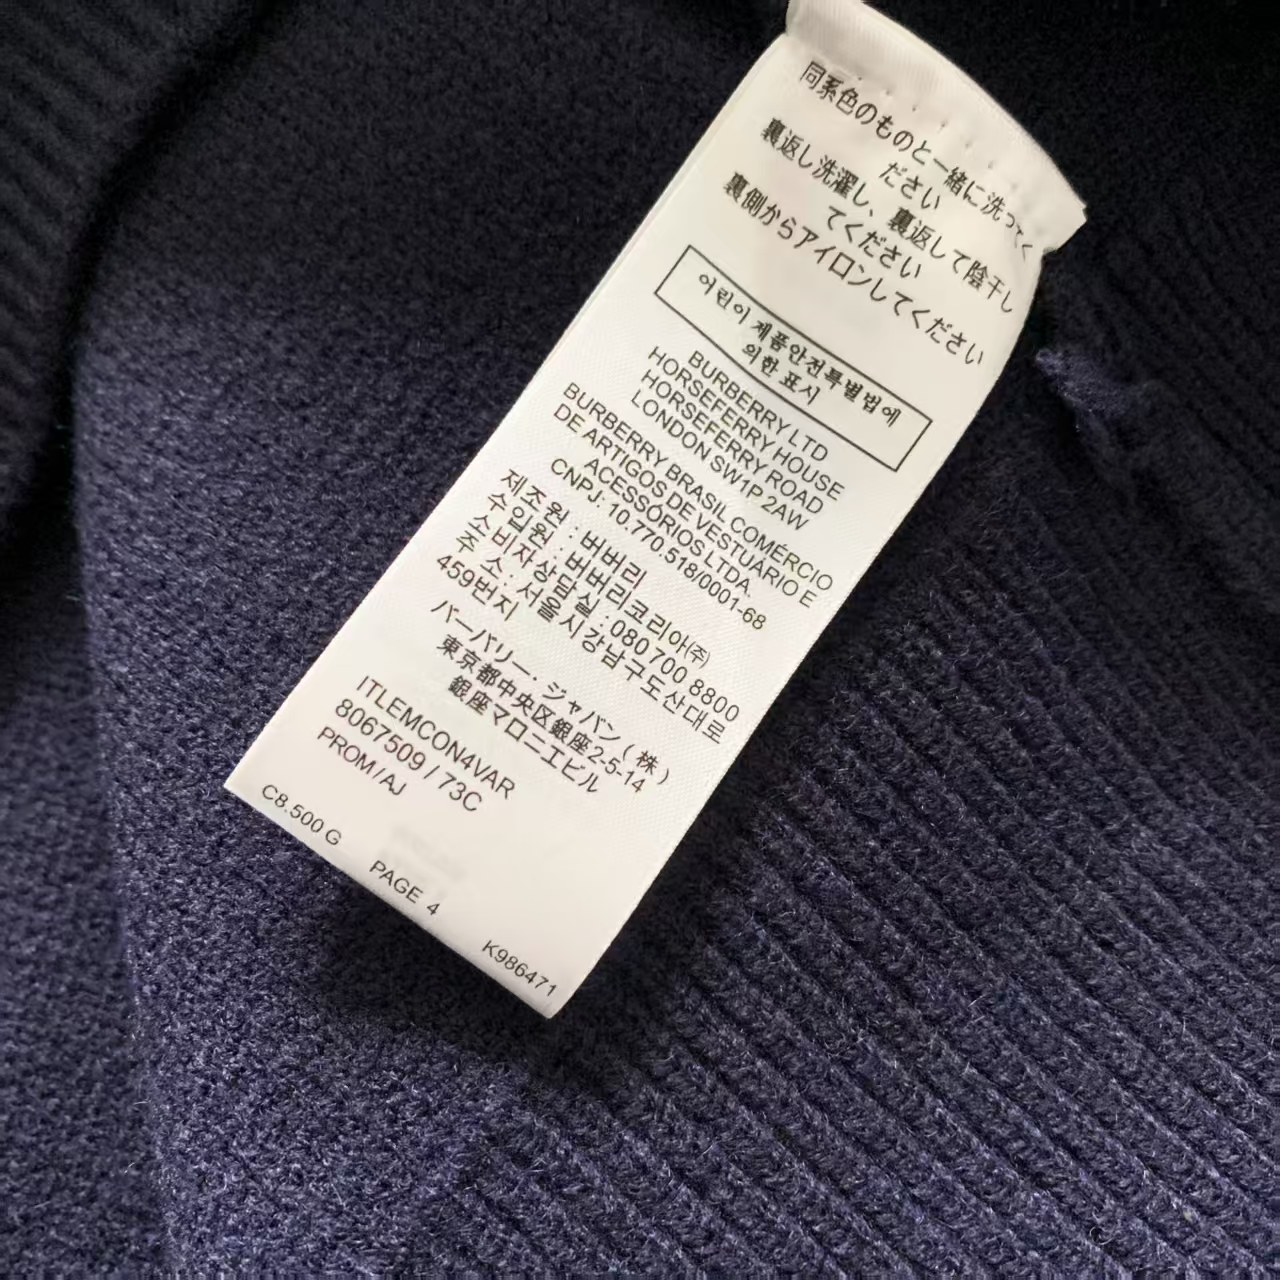 同系色のものと一緒に洗ってく
ださい
裏返し洗濯し、裏返して陰干し
てください
裏側からアイロンしてください
어린이 제품안전특별법에
의한 표시
BURBERRY LTD
HORSEFERRY HOUSE
HORSEFERRY ROAD
LONDON SW1P 2AW
BURBERRY BRASIL COMÉRCIO
DE ARTIGOS DE VESTUÁRIO E
ACESSÓRIOS LTDA.
CNPJ: 10.770.518/0001-68
제조원 : 버버리
수입원 : 버버리코리아(주)
소비자상담실 : 080 700 8800
주 소 : 서울시 강남구 도산대로
459번지
バーバリー・ジャパン（株）
東京都中央区銀座2-5-14
銀座マロニエビル
ITLEMCON4VAR
8067509 / 73C
PROM / AJ
C8.500 G PAGE 4 K986471